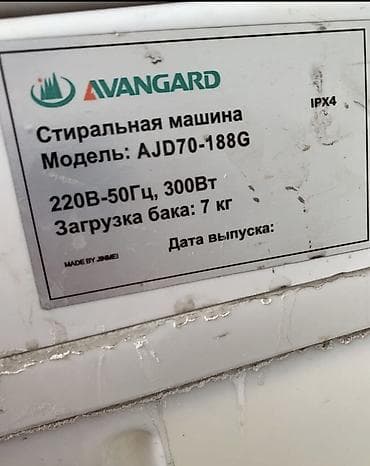 AVANGARD
IPX4
Стиральная машина
Модель: AJD70-188G
220В-50Гц, 300Вт
Загрузка бака: 7 кг
Дата выпуска:
MADE BY JINMEI